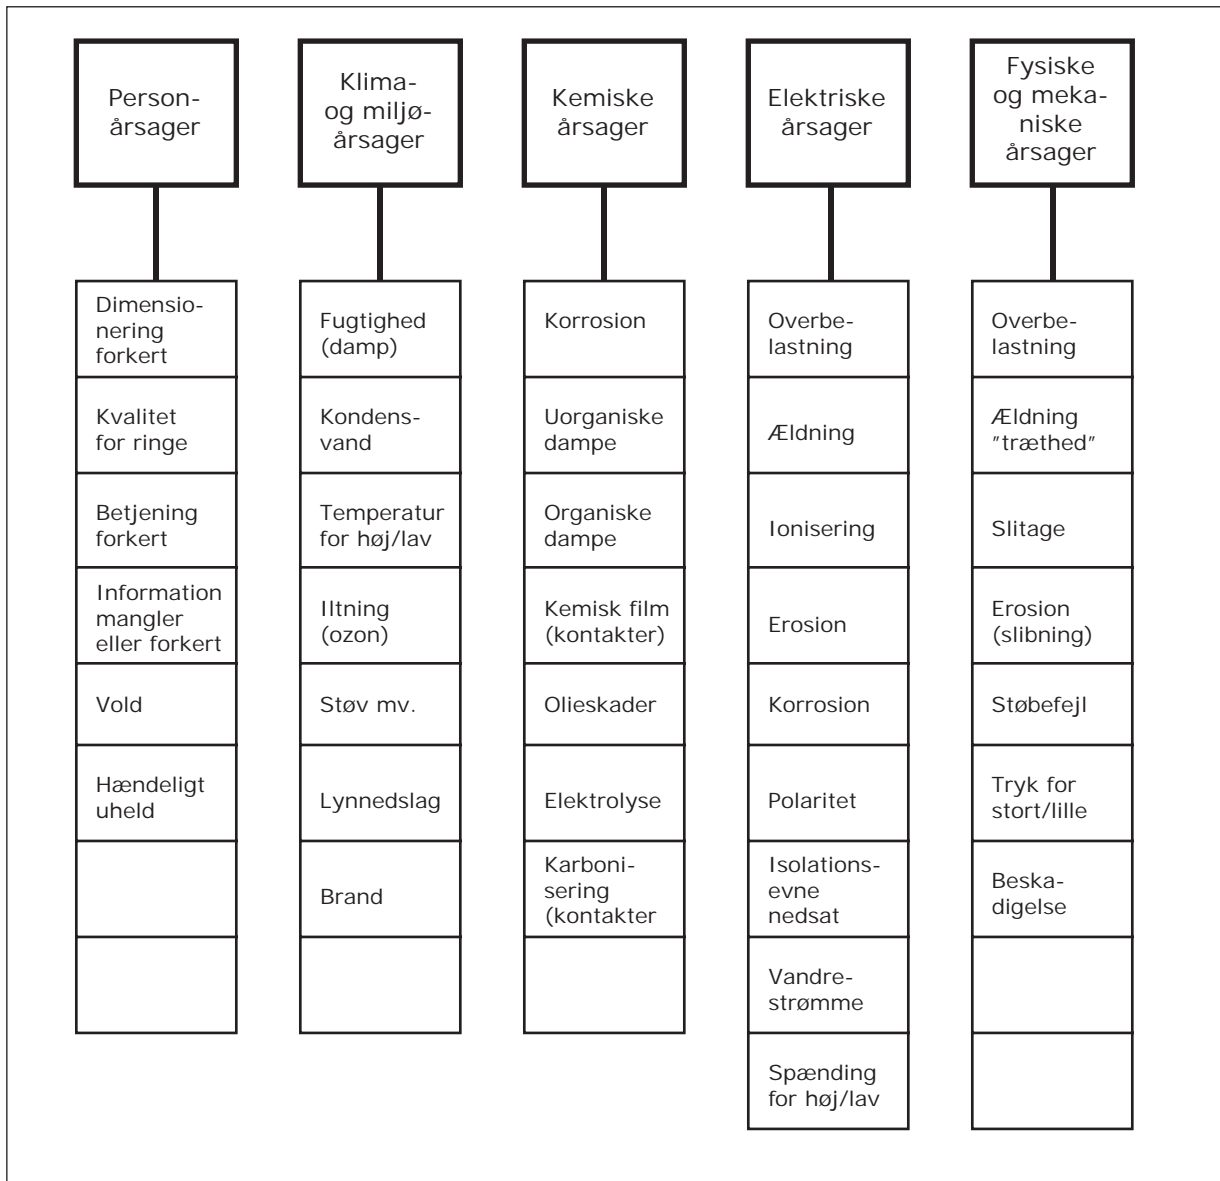 Person-
årsager
Dimensio-
nering
forkert
Kvalitet
for ringe
Betjening
forkert
Information
mangler
eller forkert
Vold
Hændeligt
uheld
Klima-
og miljø-
årsager
Fugtighed
(damp)
Kondens-
vand
Temperatur
for høj/lav
Iltning
(ozon)
Støv mv.
Lynnedslag
Brand
Kemiske
årsager
Korrosion
Uorganiske
dampe
Organiske
dampe
Kemisk film
(kontakter)
Olieskader
Elektrolyse
Karboni-
sering
(kontakter
Elektriske
årsager
Overbe-
lastning
Ældning
Ionisering
Erosion
Korrosion
Polaritet
Isolations-
evne
nedsat
Vandre-
strømme
Spænding
for høj/lav
Fysiske
og meka-
niske
årsager
Overbe-
lastning
Ældning
"træthed"
Slitage
Erosion
(slibning)
Støbefejl
Tryk for
stort/lille
Beska-
digelse